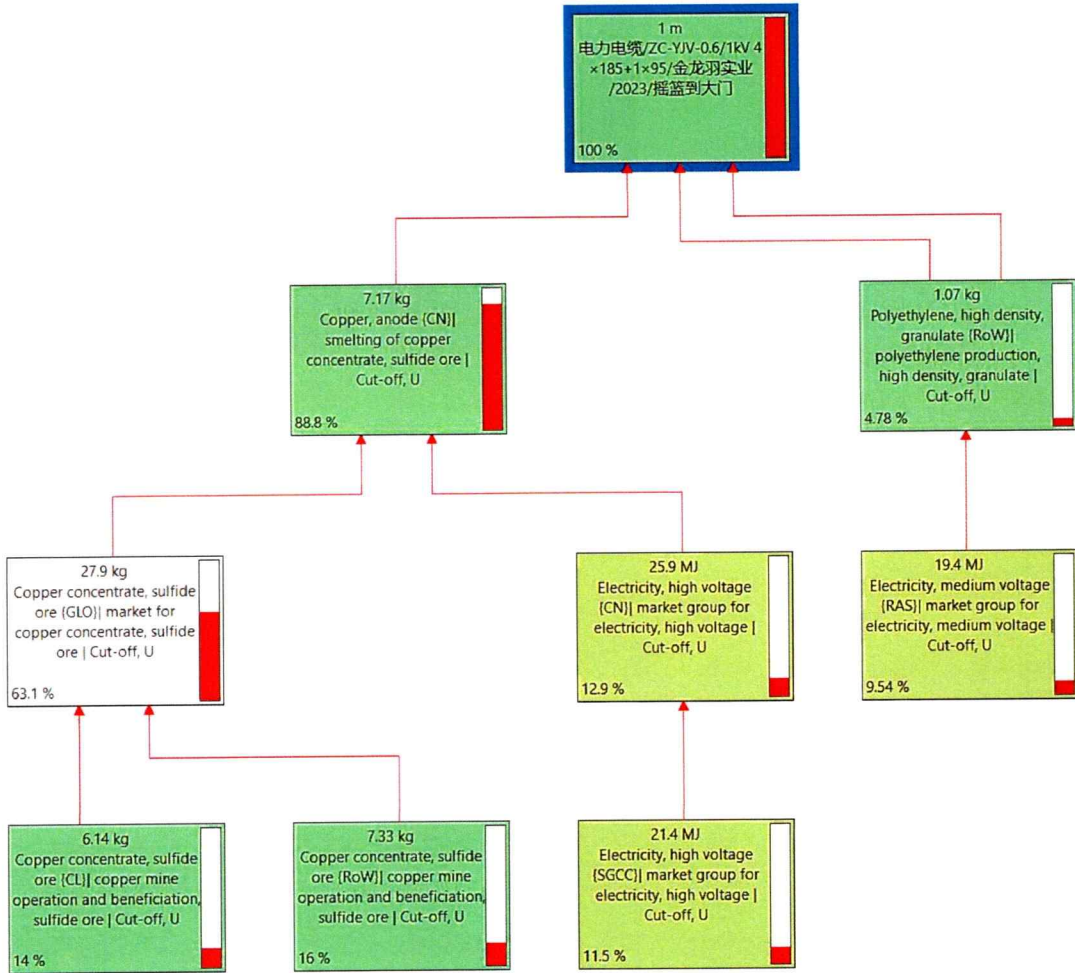 1 m
电力电缆/ZC-YJV-0.6/1kV 4
×185+1×95/金龙羽实业
/2023/摇篮到大门
100 %
7.17 kg
Copper, anode {CN}|
smelting of copper
concentrate, sulfide ore |
Cut-off, U
88.8 %
1.07 kg
Polyethylene, high density,
granulate {RoW}|
polyethylene production,
high density, granulate |
Cut-off, U
4.78 %
27.9 kg
Copper concentrate, sulfide
ore {GLO}| market for
copper concentrate, sulfide
ore | Cut-off, U
63.1 %
25.9 MJ
Electricity, high voltage
{CN}| market group for
electricity, high voltage |
Cut-off, U
12.9 %
19.4 MJ
Electricity, medium voltage
{RAS}| market group for
electricity, medium voltage |
Cut-off, U
9.54 %
6.14 kg
Copper concentrate, sulfide
ore {CL}| copper mine
operation and beneficiation,
sulfide ore | Cut-off, U
14 %
7.33 kg
Copper concentrate, sulfide
ore {RoW}| copper mine
operation and beneficiation,
sulfide ore | Cut-off, U
16 %
21.4 MJ
Electricity, high voltage
{SGCC}| market group for
electricity, high voltage |
Cut-off, U
11.5 %